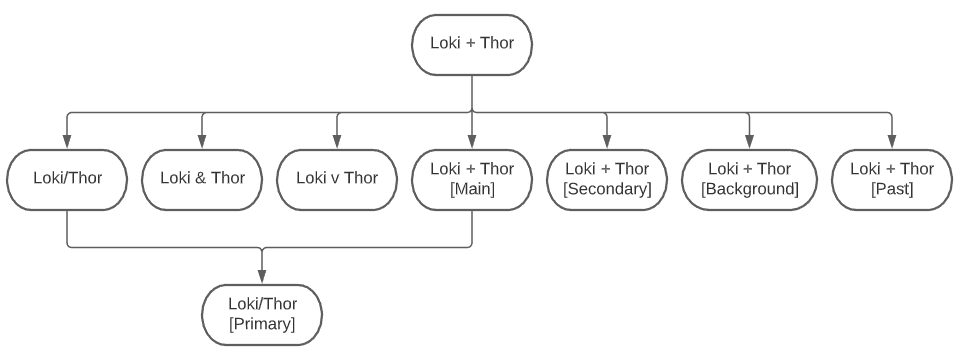 Loki + Thor
Loki/Thor
Loki & Thor
Loki v Thor
Loki + Thor
[Main]
Loki + Thor
[Secondary]
Loki + Thor
[Background]
Loki + Thor
[Past]
Loki/Thor
[Primary]